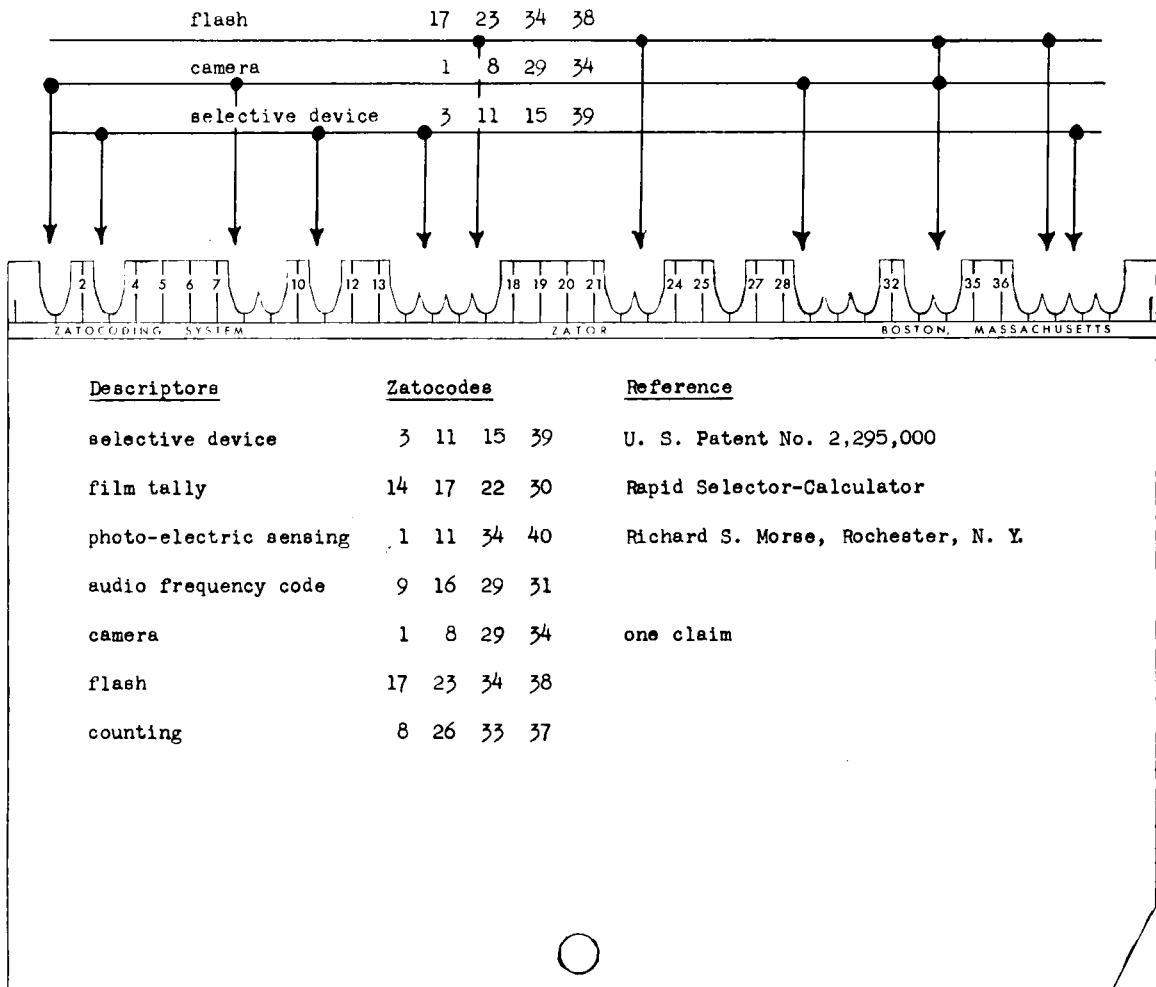 flash 17 23 34 38
camera 1 8 29 34
selective device 3 11 15 39
2 4 5 6 7 10 12 13 18 19 20 21 24 25 27 28 32 35 36
ZATOCODING SYSTEM ZATOR BOSTON, MASSACHUSETTS
Descriptors Zatocodes Reference
selective device 3 11 15 39 U. S. Patent No. 2,295,000
film tally 14 17 22 30 Rapid Selector-Calculator
photo-electric sensing 1 11 34 40 Richard S. Morse, Rochester, N. Y.
audio frequency code 9 16 29 31
camera 1 8 29 34 one claim
flash 17 23 34 38
counting 8 26 33 37